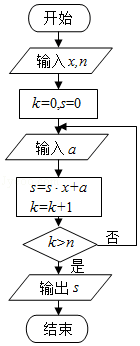 开始
输入 x,n
k=0,s=0
输入 a
s=s·x+a
k=k+1
k>n
否
是
输出 s
结束